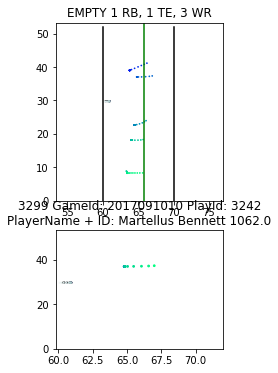 EMPTY 1 RB, 1 TE, 3 WR
50
40
30
20
10
0
55 60 65 70 75
3299 GameId: 2017091010 PlayId: 3242
PlayerName + ID: Martellus Bennett 1062.0
40
20
0
60.0 62.5 65.0 67.5 70.0